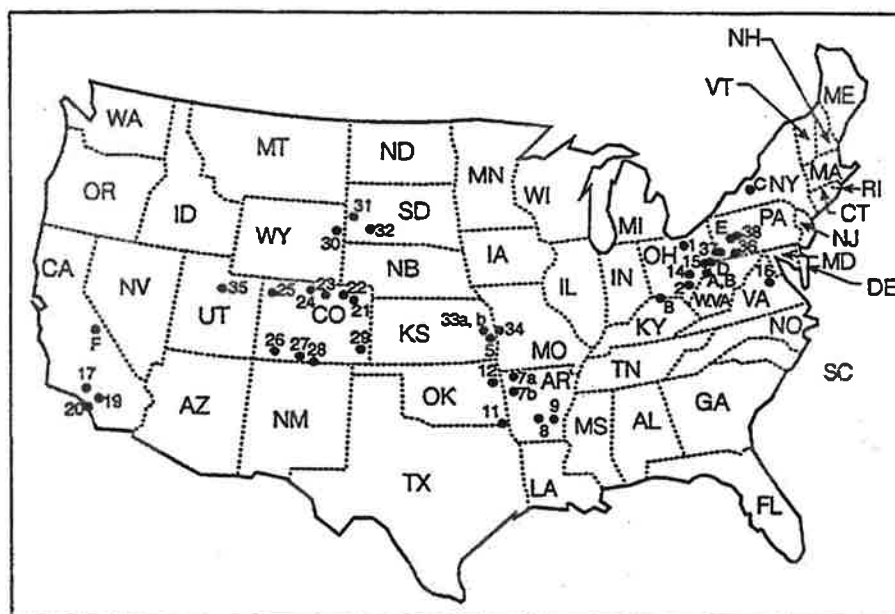 NH
VT
ME
WA
MT
ND
MN
OR
MA
C NY
RI
ID
WI
31
SD
CT
WY
32
30
MI
E
38
PA
NJ
1
OH
37
36
MD
CA
IA
NB
15
D
16
DE
NV
IL
IN
14
A, B
35
25
23
22
2
UT
24
CO
21
W.VA
VA
B
KS
33a, b
34
KY
F
5
MO
NO
26
27
28
29
TN
12
7a
AR
SC
17
OK
7b
19
20
AZ
NM
11
9
8
MS
AL
GA
TX
LA
FL